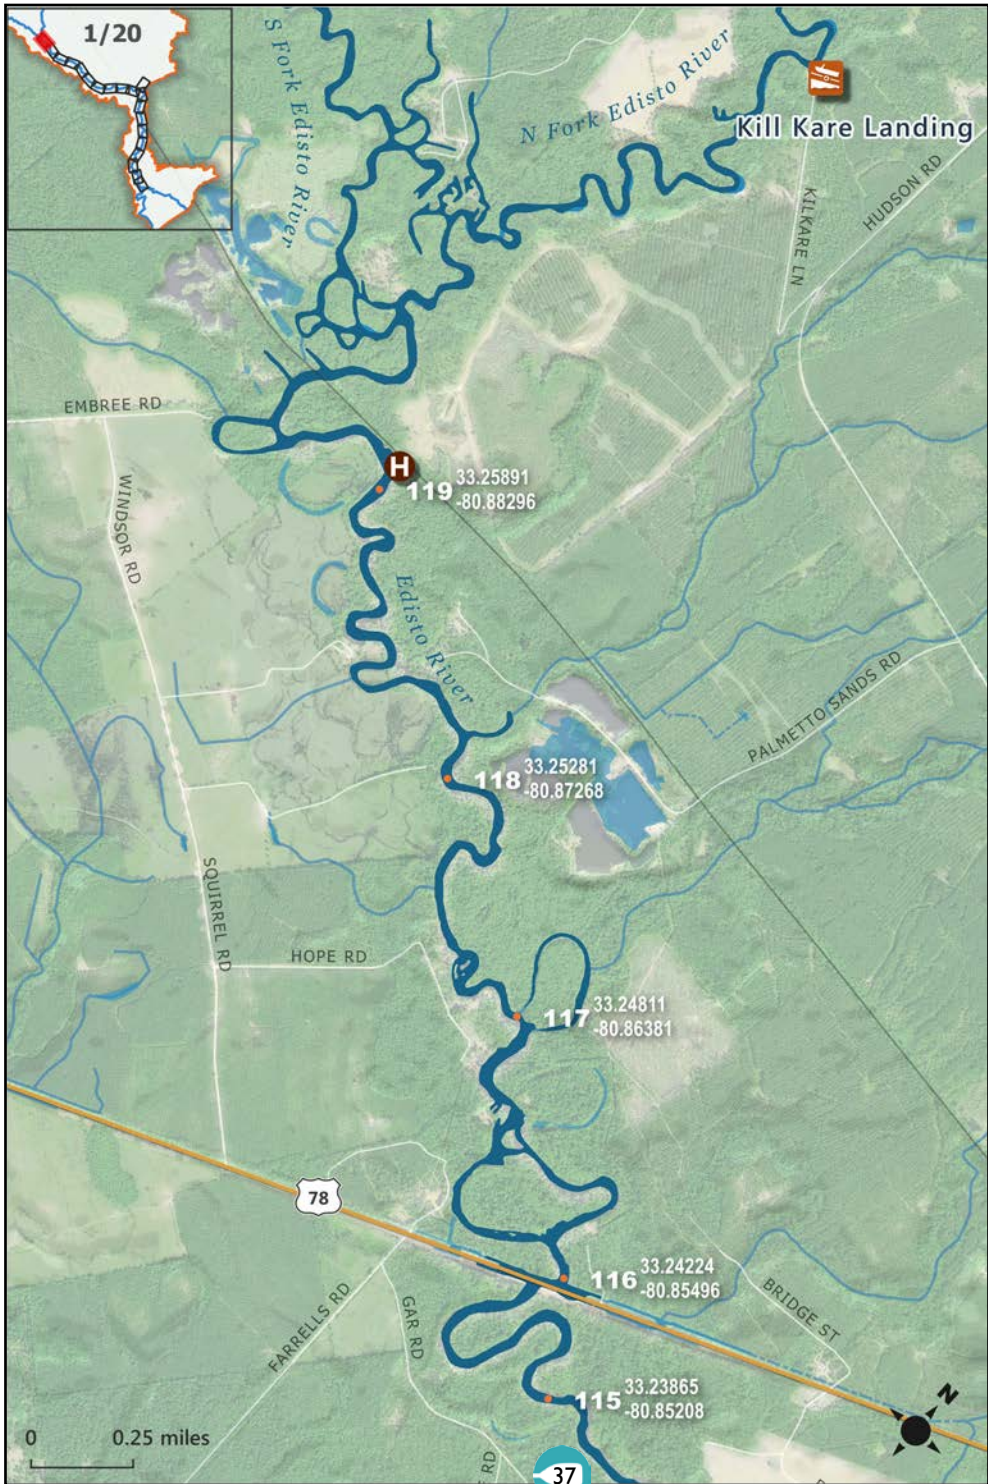 1/20
S Fork Edisto River
N Fork Edisto River
Kill Kare Landing
KILKARE LN
HUDSON RD
EMBREE RD
WINDSOR RD
H
119 33.25891
-80.88296
Edisto River
PALMETTO SANDS RD
118 33.25281
-80.87268
SQUIRREL RD
HOPE RD
117 33.24811
-80.86381
78
116 33.24224
-80.85496
BRIDGE ST
FARRELLS RD
GAR RD
115 33.23865
-80.85208
N
0 0.25 miles
37